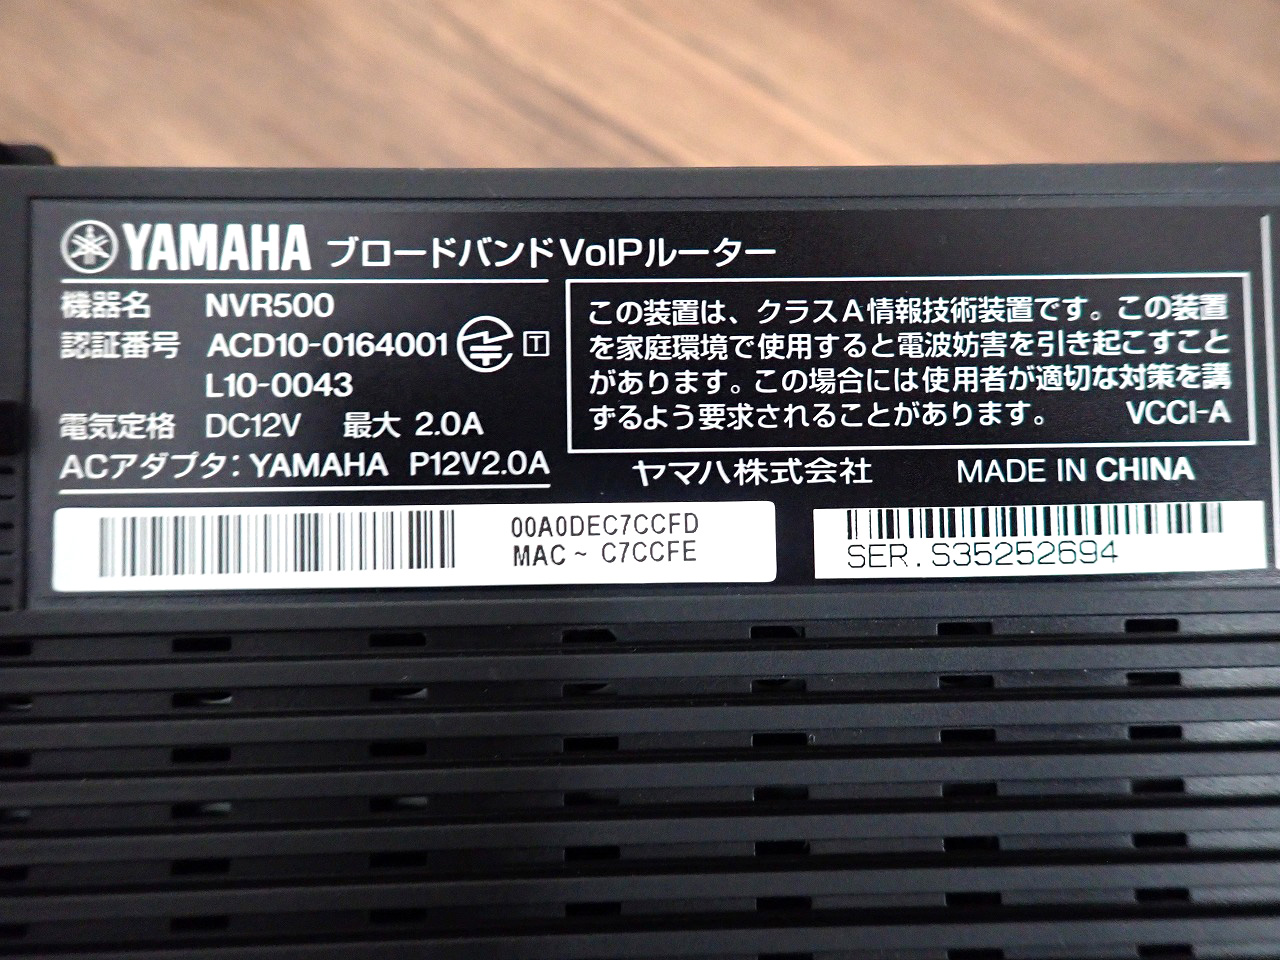 YAMAHA ブロードバンドVoIPルーター
機器名 NVR500
認証番号 ACD10-0164001 T
L10-0043
電気定格 DC12V 最大 2.0A
ACアダプタ: YAMAHA P12V2.0A
この装置は、クラスA情報技術装置です。この装置
を家庭環境で使用すると電波妨害を引き起こすこと
があります。この場合には使用者が適切な対策を講
ずるよう要求されることがあります。 VCCI-A
ヤマハ株式会社 MADE IN CHINA
00A0DEC7CCFD
MAC ~ C7CCFE
SER. S35252694